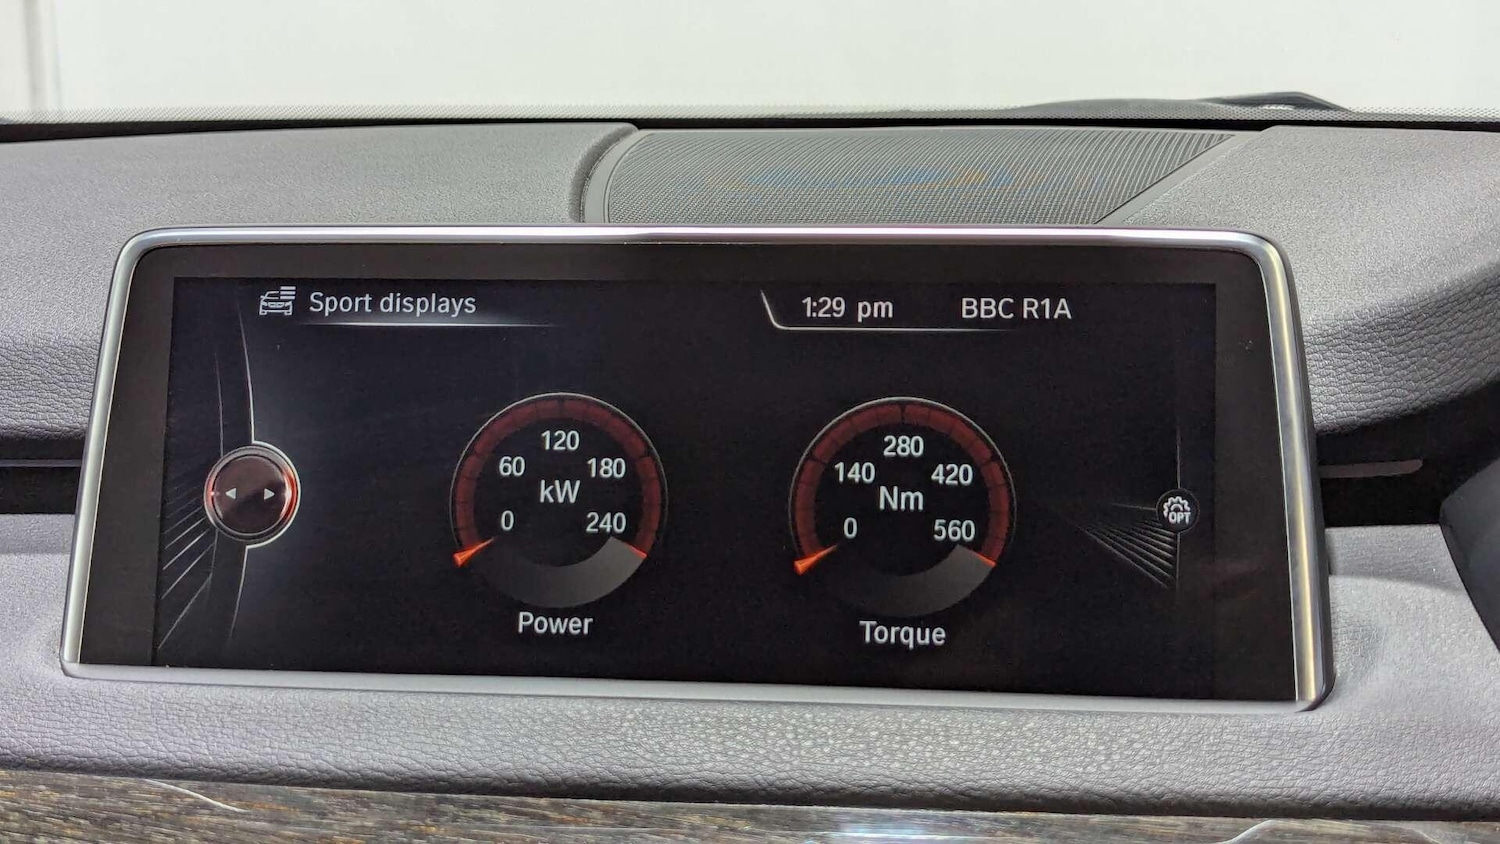 Sport displays
1:29 pm
BBC R1A
120
60
180
kW
0
240
Power
280
140
420
Nm
0
560
Torque
OPT